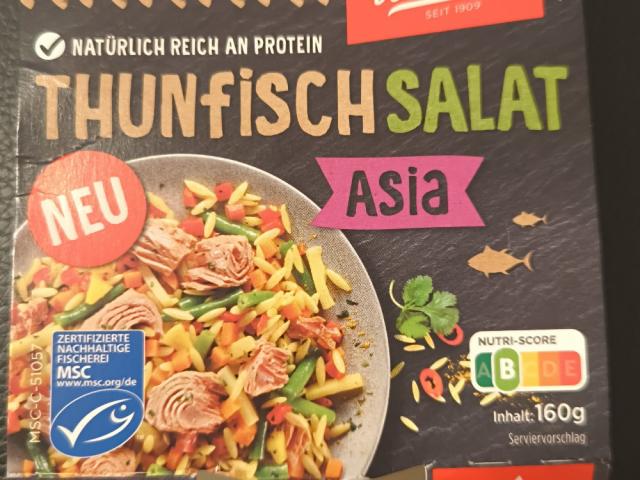 SEIT 1909
NATÜRLICH REICH AN PROTEIN
THUNFISCH SALAT
Asia
NEU
ZERTIFIZIERTE
NACHHALTIGE
FISCHEREI
MSC
www.msc.org/de
MSC-C-51057
NUTRI-SCORE
A B C D E
Inhalt: 160g
Serviervorschlag